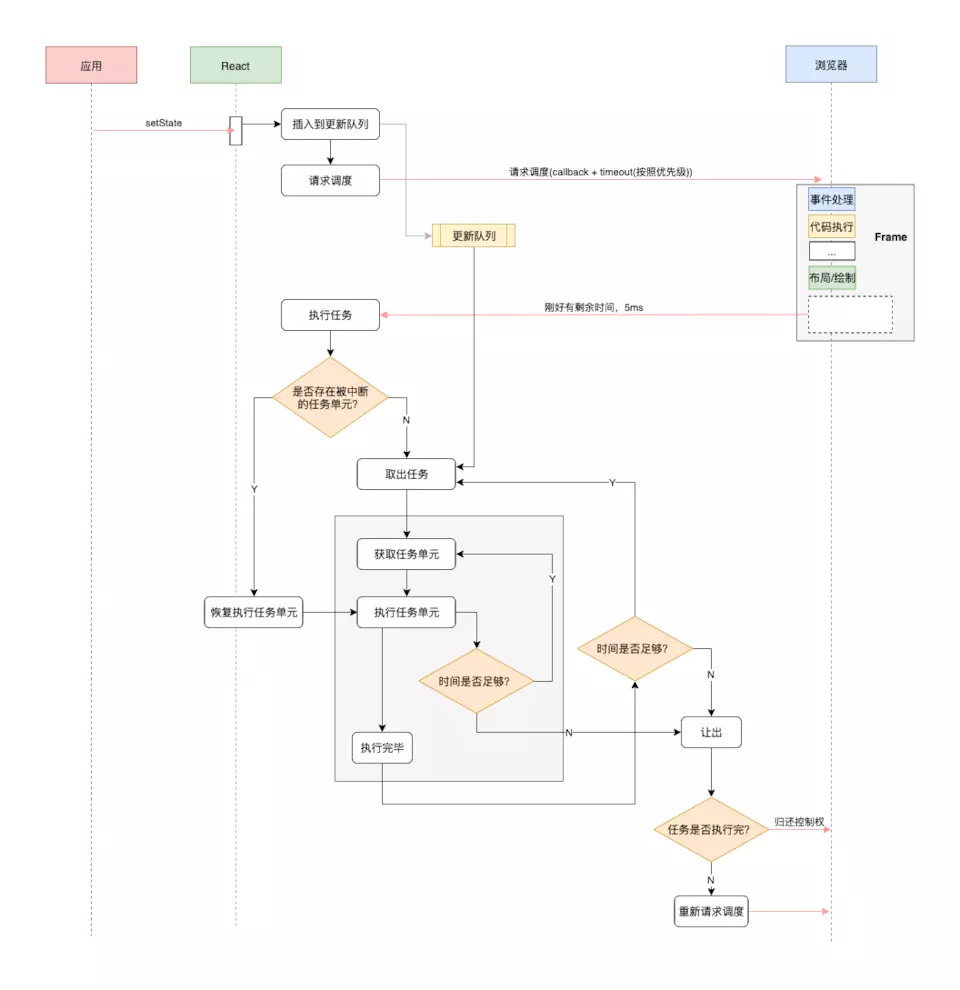 应用
React
浏览器
setState
插入到更新队列
请求调度
请求调度(callback + timeout(按照优先级))
事件处理
代码执行
Frame
...
布局/绘制
更新队列
执行任务
刚好有剩余时间，5ms
是否存在被中断
的任务单元?
N
取出任务
Y
Y
获取任务单元
Y
恢复执行任务单元
执行任务单元
时间是否足够?
时间是否足够?
N
N
让出
执行完毕
任务是否执行完?
归还控制权
N
重新请求调度